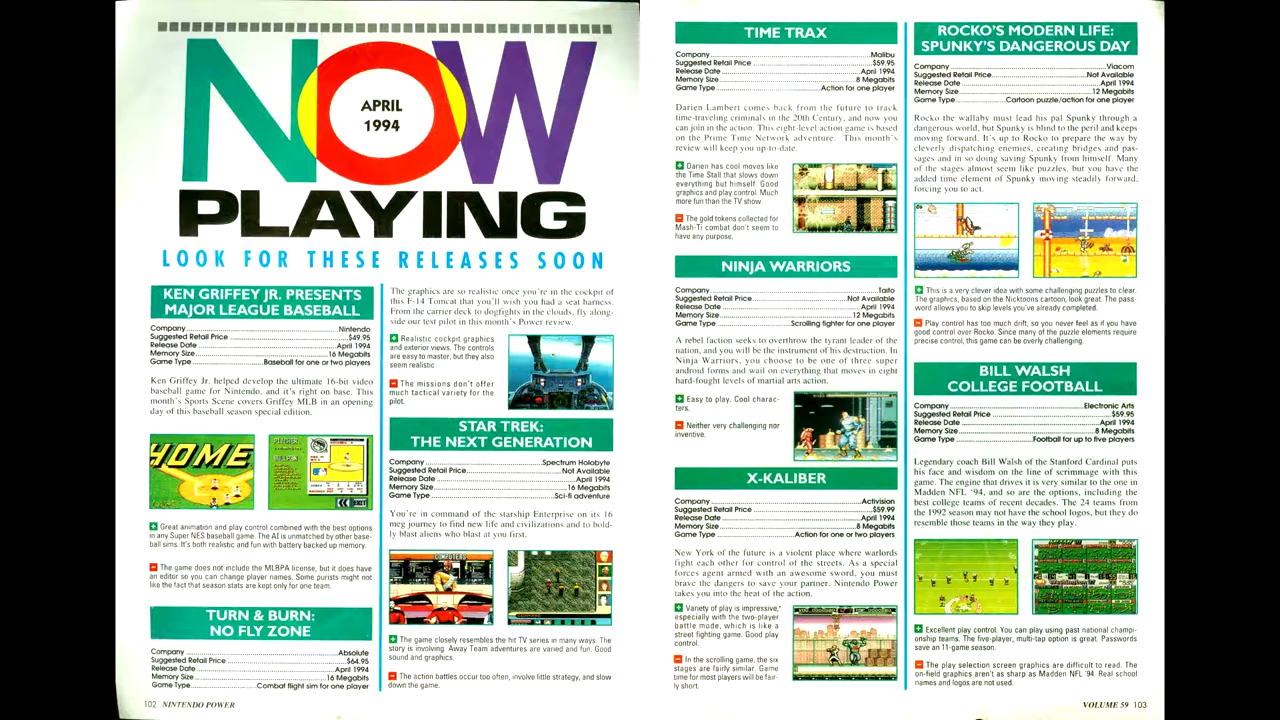 NOW
APRIL
1994
PLAYING
LOOK FOR THESE RELEASES SOON
KEN GRIFFEY JR. PRESENTS
MAJOR LEAGUE BASEBALL
Company Nintendo
Suggested Retail Price $49.95
Release Date April 1994
Memory Size 16 Megabits
Game Type Baseball for one or two players
Ken Griffey Jr. helped develop the ultimate 16-bit video
baseball game for Nintendo, and it's right on base. This
month's Sports Scene covers Griffey MLB in an opening
day of this baseball season special edition.
HOME
Great animation and play control combined with the best options
in any Super NES baseball game. The AI is unmatched by other base-
ball sims. It's both realistic and fun with battery backed up memory.
The game does not include the MLBPA license, but it does have
an editor so you can change player names. Some purists might not
like the fact that season stats are kept only for one team.
TURN & BURN:
NO FLY ZONE
Company Absolute
Suggested Retail Price $64.95
Release Date April 1994
Memory Size 16 Megabits
Game Type Combat flight sim for one player
102 NINTENDO POWER
The graphics are so realistic once you're in the cockpit of
this F-14 Tomcat that you'll wish you had a seat harness.
From the carrier deck to dogfights in the clouds, fly along-
side our test pilot in this month's Power review.
Realistic cockpit graphics
and exterior views. The controls
are easy to master, but they also
seem realistic
The missions don't offer
much tactical variety for the
pilot.
STAR TREK:
THE NEXT GENERATION
Company Spectrum Holobyte
Suggested Retail Price Not Available
Release Date April 1994
Memory Size 16 Megabits
Game Type Sci-fi adventure
You're in command of the starship Enterprise on its 16
meg journey to find new life and civilizations and to bold-
ly blast aliens who blast at you first.
COMPUTERS
The game closely resembles the hit TV series in many ways. The
story is involving. Away Team adventures are varied and fun. Good
sound and graphics.
The action battles occur too often, involve little strategy, and slow
down the game.
TIME TRAX
Company Malibu
Suggested Retail Price $59.95
Release Date April 1994
Memory Size 8 Megabits
Game Type Action for one player
Darien Lambert comes back from the future to track
time-traveling criminals in the 20th Century, and now you
can join in the action. This eight-level action game is based
on the Prime Time Network adventure. This month's
review will keep you up-to-date.
Darien has cool moves like
the Time Stall that slows down
everything but himself. Good
graphics and play control. Much
more fun than the TV show.
The gold tokens collected for
Mash-Ti combat don't seem to
have any purpose.
NINJA WARRIORS
Company Taito
Suggested Retail Price Not Available
Release Date April 1994
Memory Size 12 Megabits
Game Type Scrolling fighter for one player
A rebel faction seeks to overthrow the tyrant leader of the
nation, and you will be the instrument of his destruction. In
Ninja Warriors, you choose to be one of three super
android forms and wail on everything that moves in eight
hard-fought levels of martial arts action.
Easy to play. Cool charac-
ters.
Neither very challenging nor
inventive.
X-KALIBER
Company Activision
Suggested Retail Price $59.99
Release Date April 1994
Memory Size 8 Megabits
Game Type Action for one or two players
New York of the future is a violent place where warlords
fight each other for control of the streets. As a special
forces agent armed with an awesome sword, you must
brave the dangers to save your partner. Nintendo Power
takes you into the heat of the action.
Variety of play is impressive,
especially with the two-player
battle mode, which is like a
street fighting game. Good play
control.
In the scrolling game, the six
stages are fairly similar. Game
time for most players will be fair-
ly short.
ROCKO'S MODERN LIFE:
SPUNKY'S DANGEROUS DAY
Company Viacom
Suggested Retail Price Not Available
Release Date April 1994
Memory Size 12 Megabits
Game Type Cartoon puzzle/action for one player
Rocko the wallaby must lead his pal Spunky through a
dangerous world, but Spunky is blind to the peril and keeps
moving forward. It's up to Rocko to prepare the way by
cleverly dispatching enemies, creating bridges and pas-
sages and in so doing saving Spunky from himself. Many
of the stages almost seem like puzzles, but you have the
added time element of Spunky moving steadily forward,
forcing you to act.
This is a very clever idea with some challenging puzzles to clear.
The graphics, based on the Nicktoons cartoon, look great. The pass-
word allows you to skip levels you've already completed.
Play control has too much drift, so you never feel as if you have
good control over Rocko. Since many of the puzzle elements require
precise control, this game can be overly challenging.
BILL WALSH
COLLEGE FOOTBALL
Company Electronic Arts
Suggested Retail Price $59.95
Release Date April 1994
Memory Size 8 Megabits
Game Type Football for up to five players
Legendary coach Bill Walsh of the Stanford Cardinal puts
his face and wisdom on the line of scrimmage with this
game. The engine that drives it is very similar to the one in
Madden NFL '94, and so are the options, including the
best college teams of recent decades. The 24 teams from
the 1992 season may not have the school logos, but they do
resemble those teams in the way they play.
Excellent play control. You can play using past national champi-
onship teams. The five-player, multi-tap option is great. Passwords
save an 11-game season.
The play selection screen graphics are difficult to read. The
on-field graphics aren't as sharp as Madden NFL '94. Real school
names and logos are not used.
VOLUME 59 103